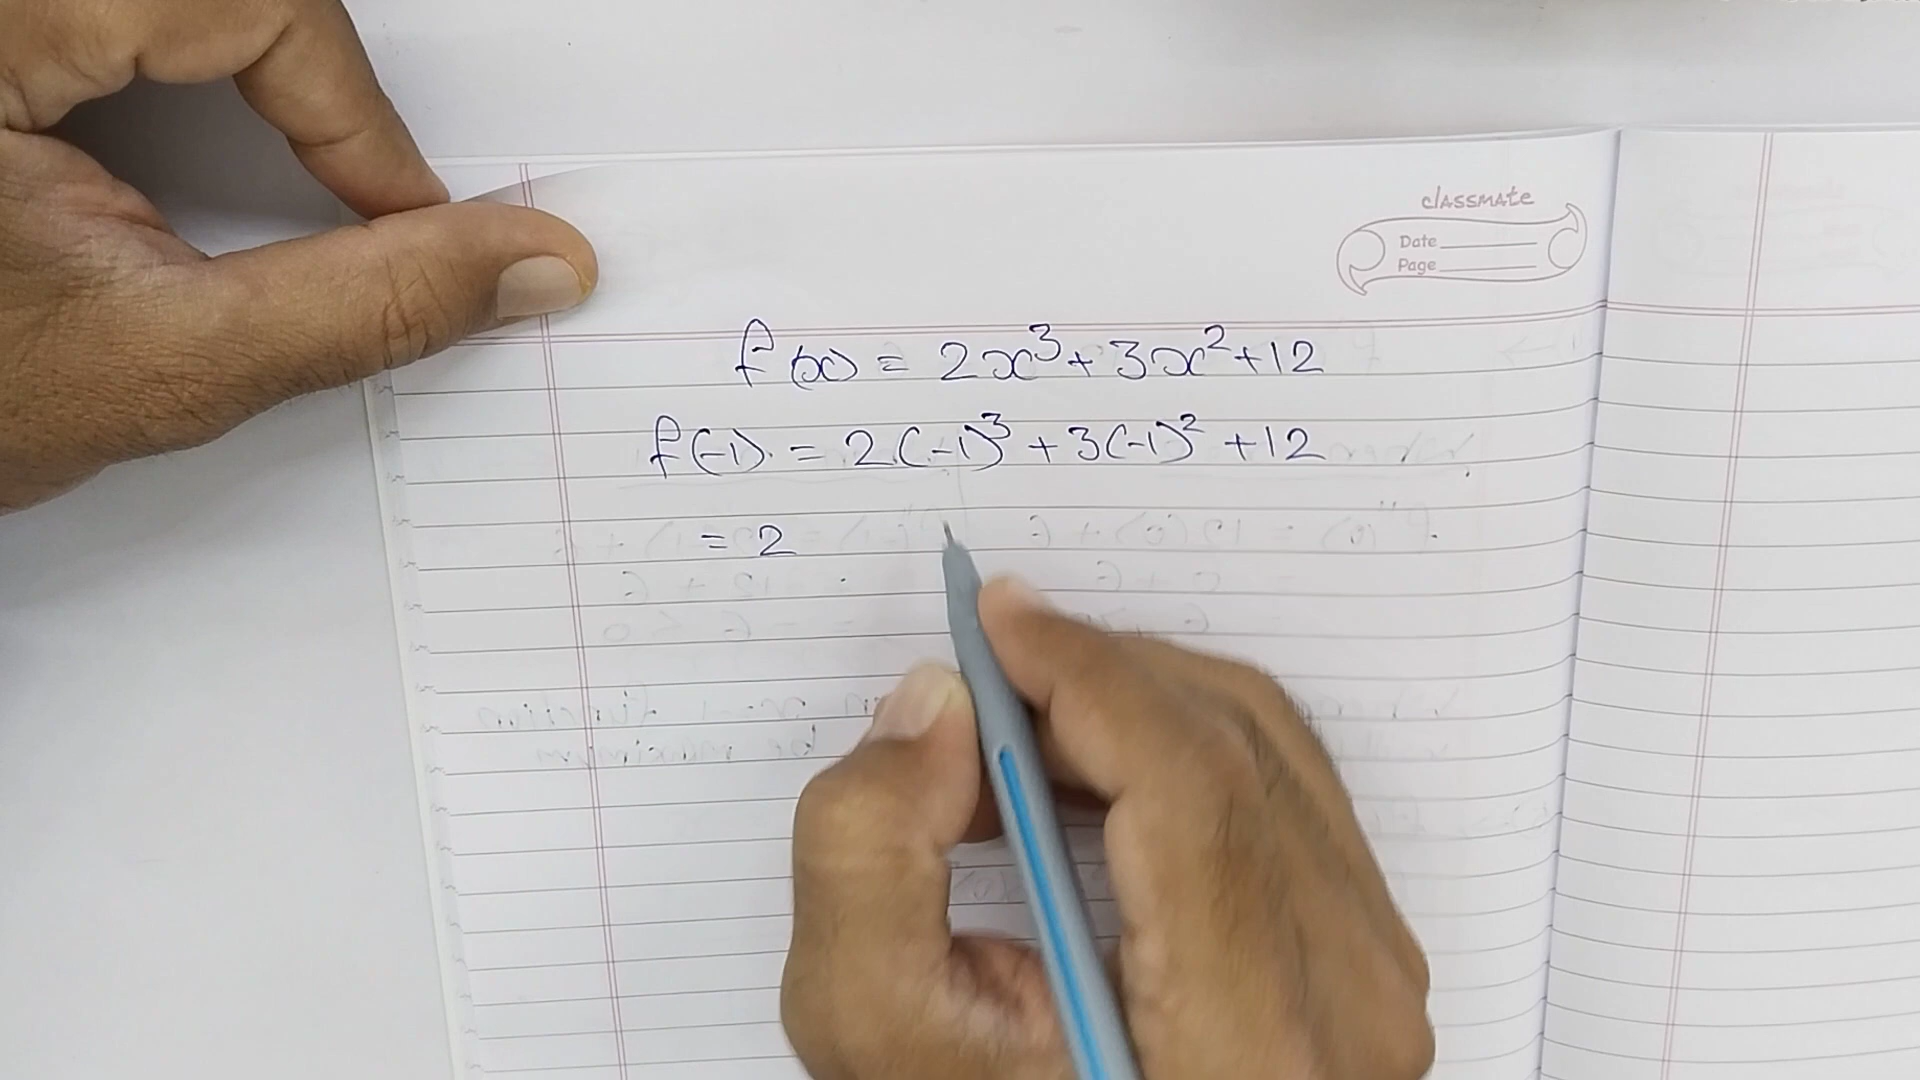 classmate
Date
Page
f(x) = 2x³ + 3x² + 12
f(-1) = 2(-1)³ + 3(-1)² + 12
= 2